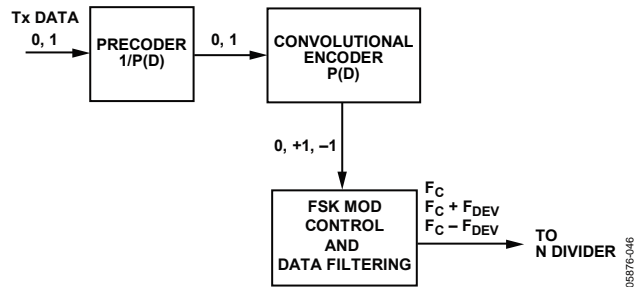 Tx DATA
0, 1
PRECODER
1/P(D)
0, 1
CONVOLUTIONAL
ENCODER
P(D)
0, +1, –1
FSK MOD
CONTROL
AND
DATA FILTERING
FC
FC + FDEV
FC – FDEV
TO
N DIVIDER
05876-046